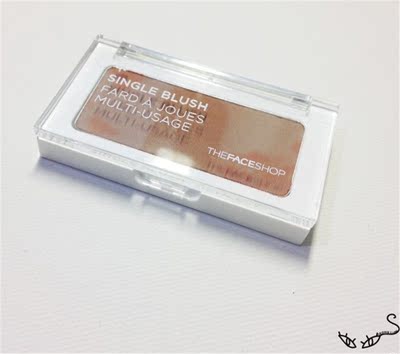 SINGLE BLUSH
FARD À JOUES
MULTI-USAGE
THEFACESHOP
S